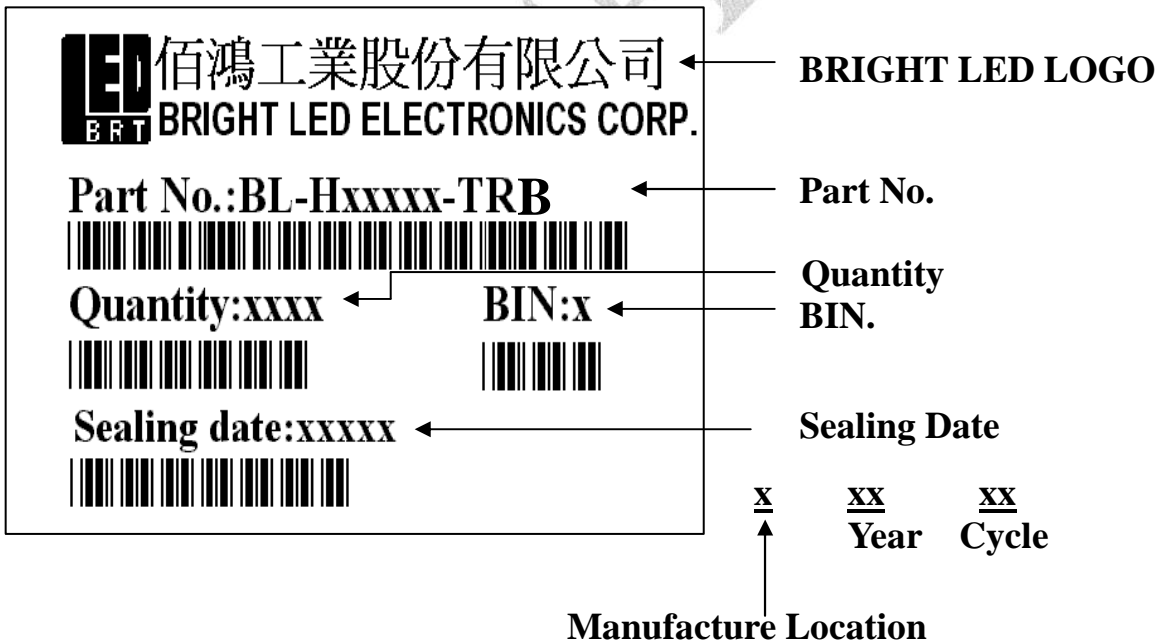 LED 佰鴻工業股份有限公司
BRT BRIGHT LED ELECTRONICS CORP.
BRIGHT LED LOGO
Part No.:BL-Hxxxxx-TRB
Part No.
Quantity:xxxx
BIN:x
Quantity
BIN.
Sealing date:xxxxx
Sealing Date
x xx xx
Year Cycle
Manufacture Location